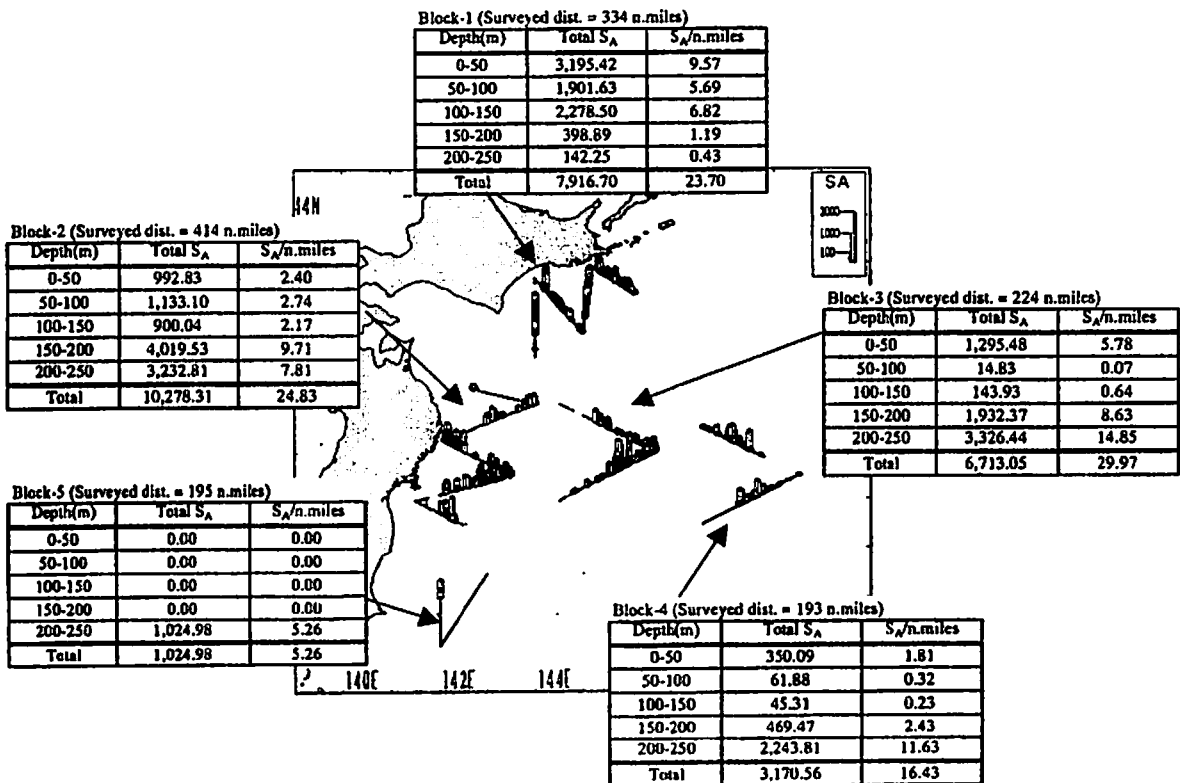 Block-1 (Surveyed dist. = 334 n.miles)
Depth(m) Total SA SA/n.miles
0-50 3,195.42 9.57
50-100 1,901.63 5.69
100-150 2,278.50 6.82
150-200 398.89 1.19
200-250 142.25 0.43
Total 7,916.70 23.70
44N
SA
1000
100
Block-2 (Surveyed dist. = 414 n.miles)
Depth(m) Total SA SA/n.miles
0-50 992.83 2.40
50-100 1,133.10 2.74
100-150 900.04 2.17
150-200 4,019.53 9.71
200-250 3,232.81 7.81
Total 10,278.31 24.83
Block-3 (Surveyed dist. = 224 n.miles)
Depth(m) Total SA SA/n.miles
0-50 1,295.48 5.78
50-100 14.83 0.07
100-150 143.93 0.64
150-200 1,932.37 8.63
200-250 3,326.44 14.85
Total 6,713.05 29.97
Block-5 (Surveyed dist. = 195 n.miles)
Depth(m) Total SA SA/n.miles
0-50 0.00 0.00
50-100 0.00 0.00
100-150 0.00 0.00
150-200 0.00 0.00
200-250 1,024.98 5.26
Total 1,024.98 5.26
140E 142E 144E
Block-4 (Surveyed dist. = 193 n.miles)
Depth(m) Total SA SA/n.miles
0-50 350.09 1.81
50-100 61.88 0.32
100-150 45.31 0.23
150-200 469.47 2.43
200-250 2,243.81 11.63
Total 3,170.56 16.43